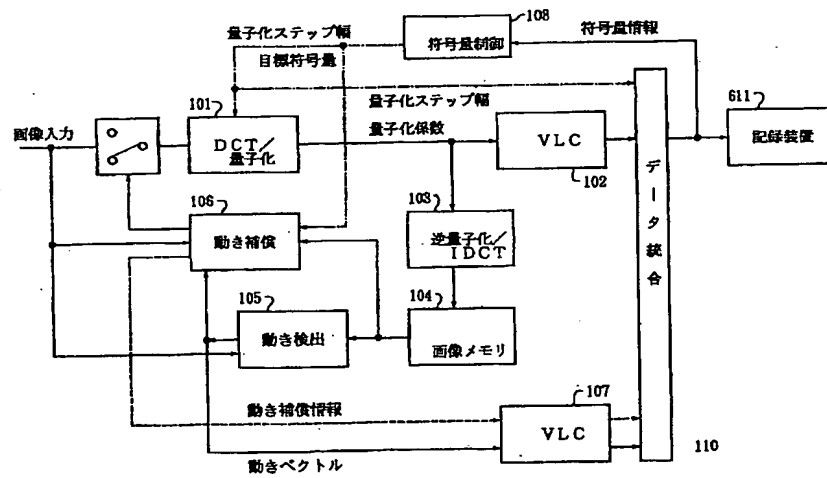 量子化ステップ幅
108
符号量制御
符号量情報
目標符号量
101
量子化ステップ幅
611
画像入力
DCT/
量子化
量子化係数
VLC
102
記録装置
106
動き補償
103
逆量子化/
IDCT
データ統合
105
動き検出
104
画像メモリ
動き補償情報
107
VLC
110
動きベクトル